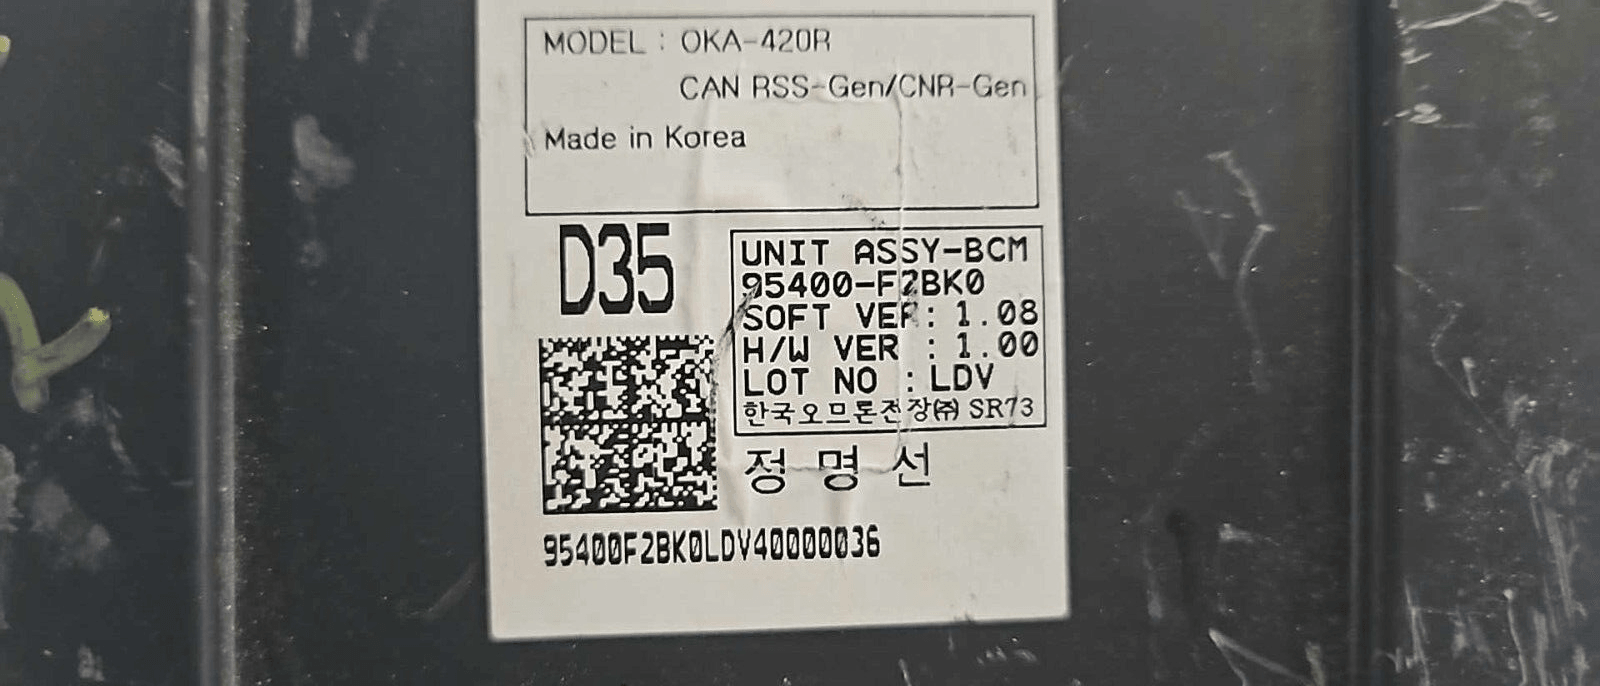 MODEL : OKA-420R
CAN RSS-Gen/CNR-Gen
Made in Korea
D35
UNIT ASSY-BCM
95400-F2BK0
SOFT VER: 1.08
H/W VER : 1.00
LOT NO : LDV
한국오므론전장㈜ SR73
정명선
95400F2BK0LDV40000036